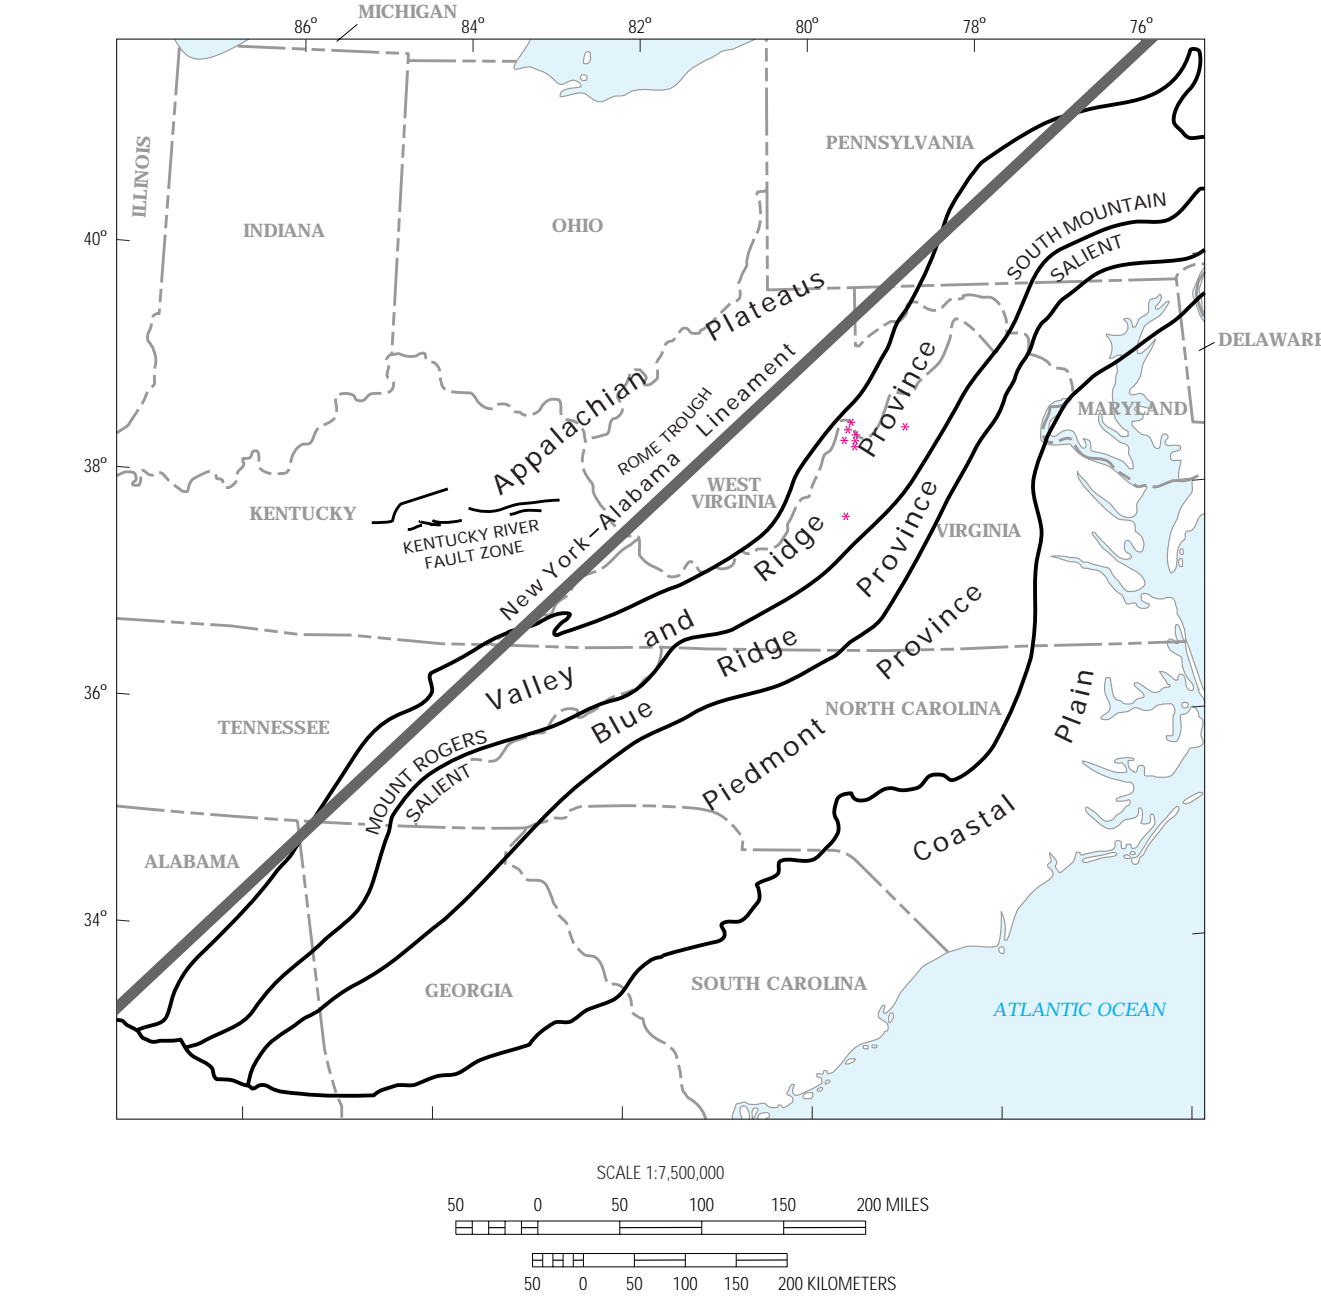 MICHIGAN
86° 84° 82° 80° 78° 76°
ILLINOIS
INDIANA
OHIO
PENNSYLVANIA
40°
38°
36°
34°
SOUTH MOUNTAIN
SALIENT
DELAWARE
MARYLAND
Appalachian Plateaus
ROME TROUGH
New York–Alabama Lineament
WEST
VIRGINIA
KENTUCKY
KENTUCKY RIVER
FAULT ZONE
VIRGINIA
Valley and Ridge Province
Blue Ridge Province
Piedmont Province
Coastal Plain
TENNESSEE
MOUNT ROGERS
SALIENT
NORTH CAROLINA
ALABAMA
GEORGIA
SOUTH CAROLINA
ATLANTIC OCEAN
SCALE 1:7,500,000
50 0 50 100 150 200 MILES
50 0 50 100 150 200 KILOMETERS